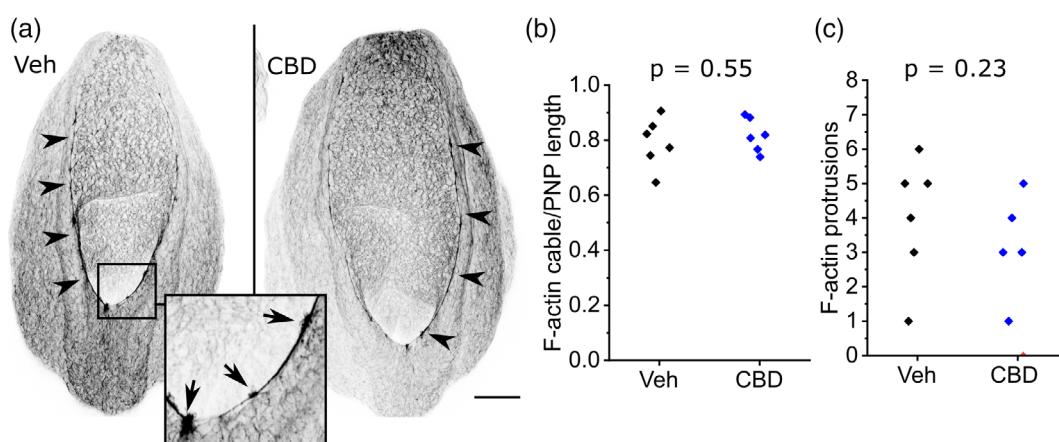 (a)
Veh
CBD
(b)
p = 0.55
F-actin cable/PNP length
1.0
0.8
0.6
0.4
0.2
0.0
Veh
CBD
(c)
p = 0.23
F-actin protrusions
8
7
6
5
4
3
2
1
0
Veh
CBD